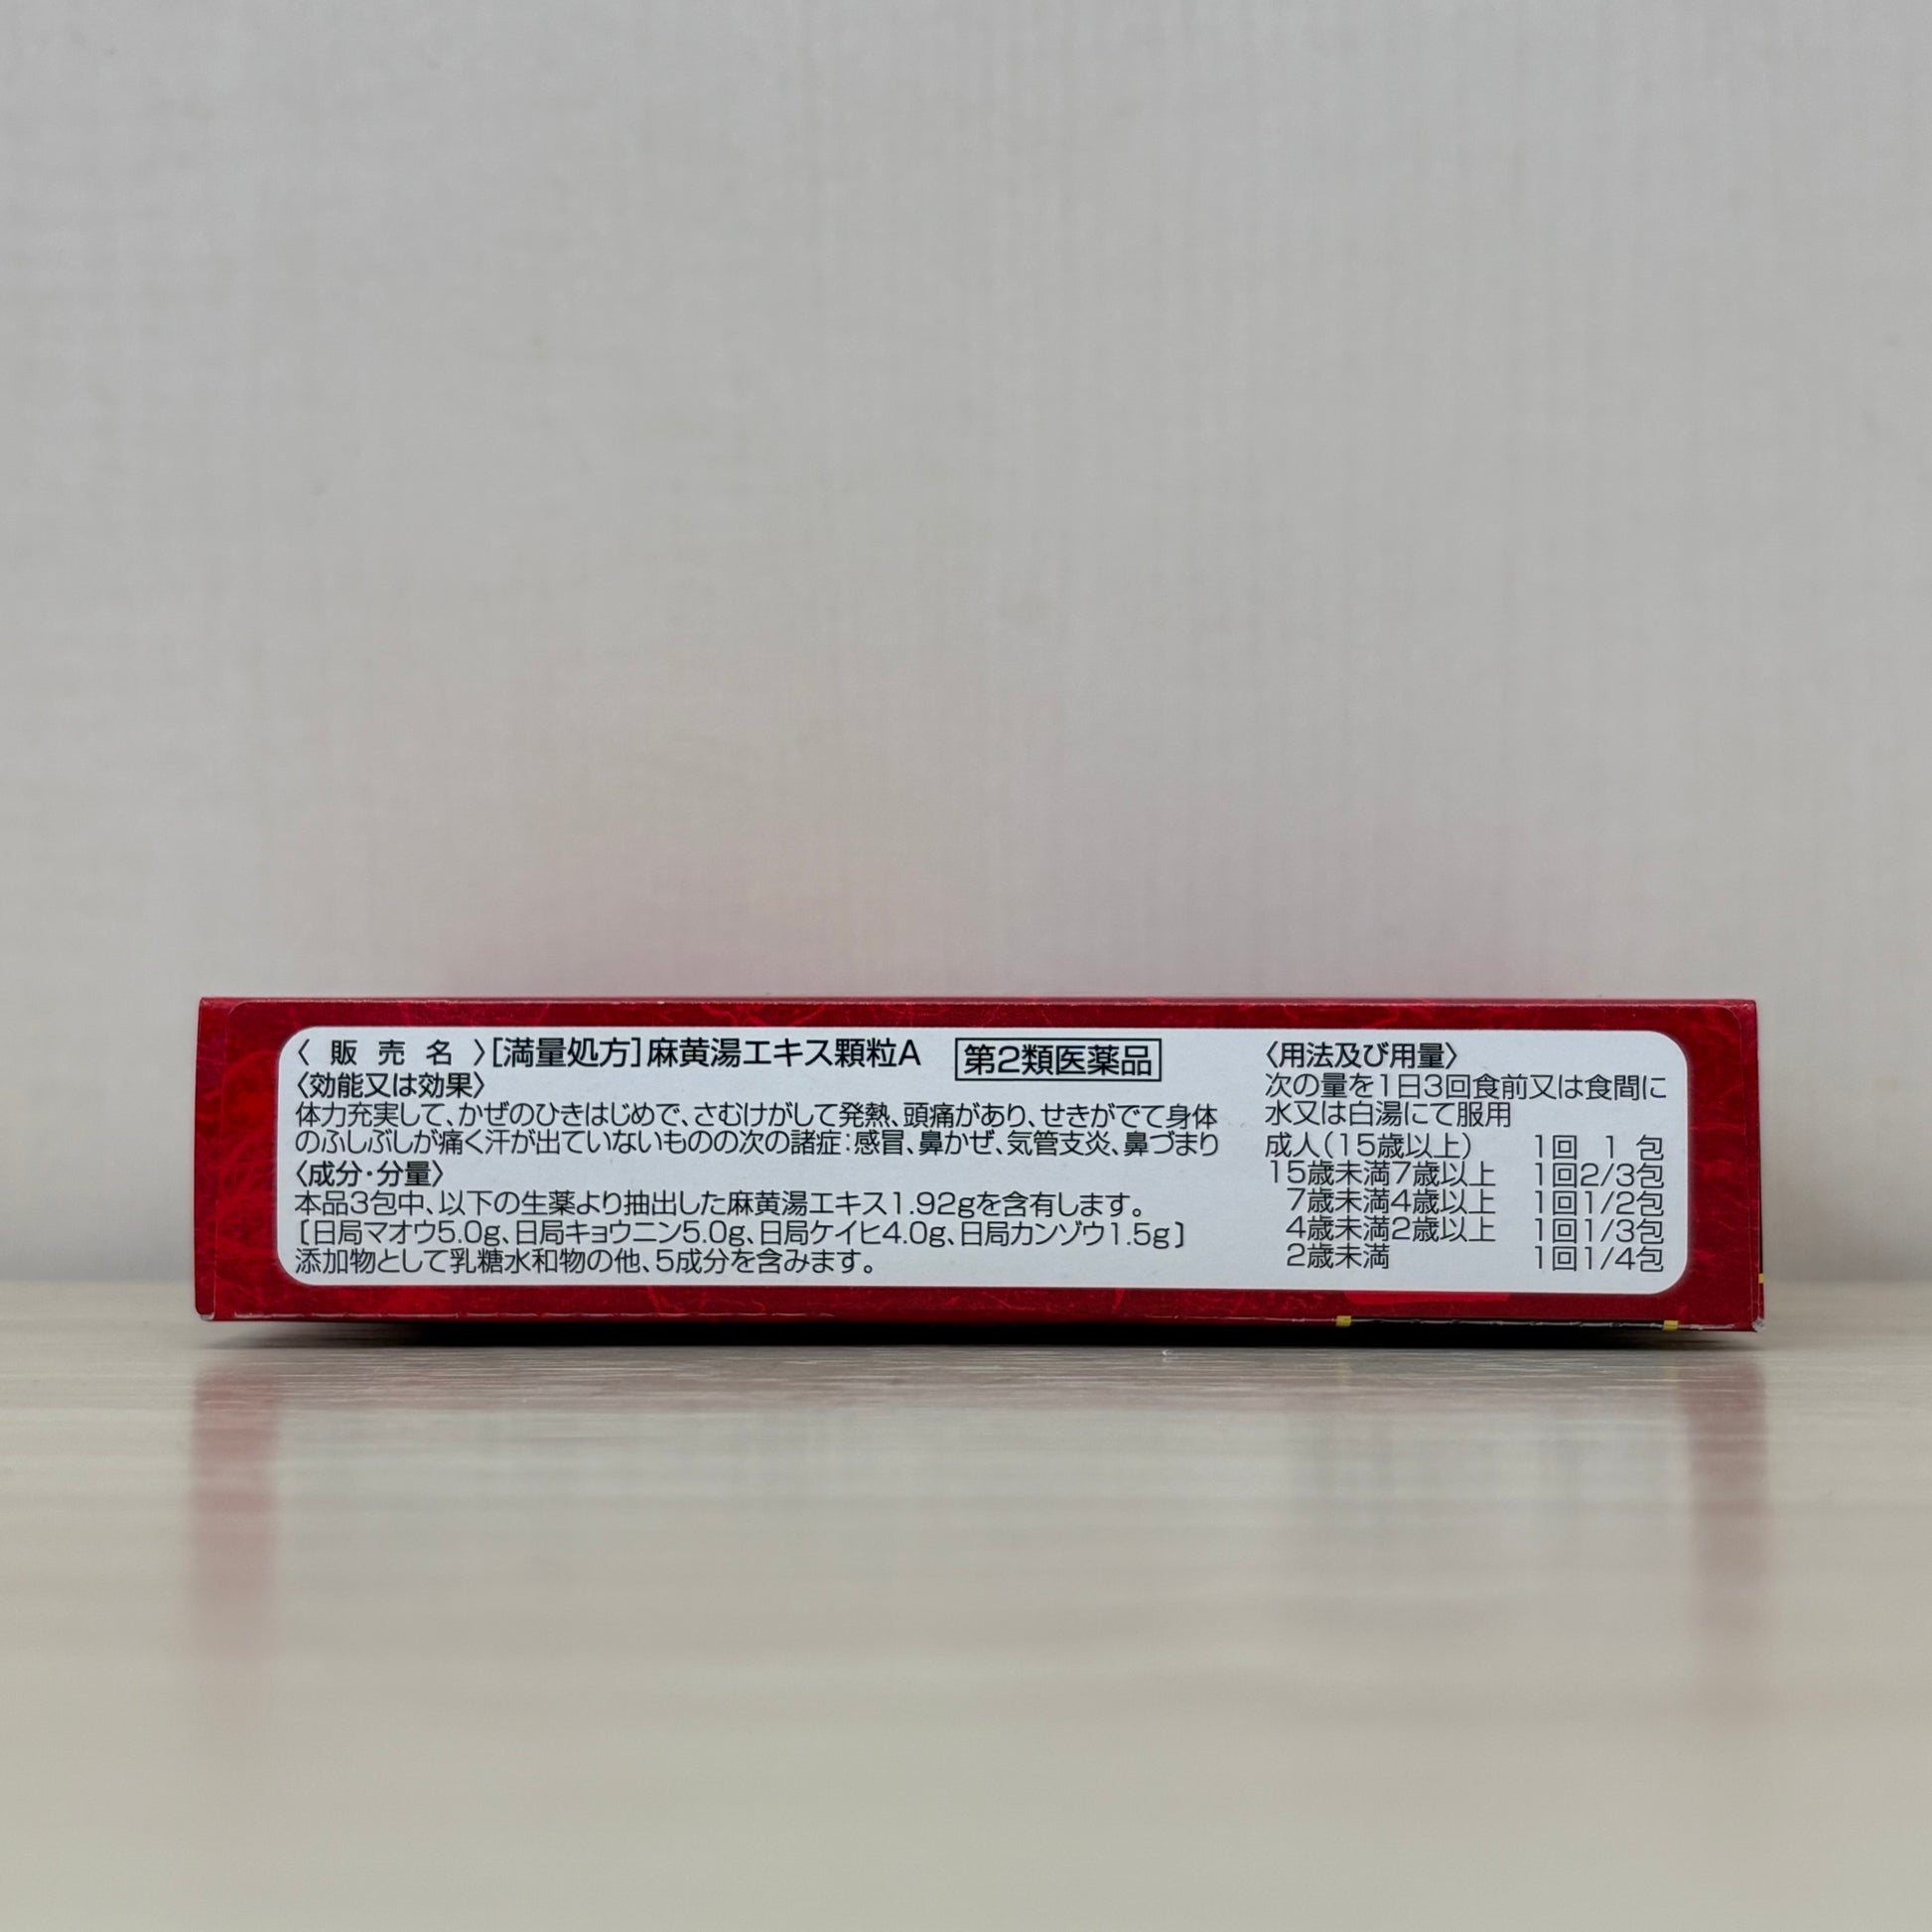 〈 販 売 名 〉[満量処方]麻黄湯エキス顆粒A 第2類医薬品
〈効能又は効果〉
体力充実して、かぜのひきはじめで、さむけがして発熱、頭痛があり、せきがでて身体
のふしぶしが痛く汗が出ていないものの次の諸症：感冒、鼻かぜ、気管支炎、鼻づまり
〈成分・分量〉
本品3包中、以下の生薬より抽出した麻黄湯エキス1.92gを含有します。
[日局マオウ5.0g、日局キョウニン5.0g、日局ケイヒ4.0g、日局カンゾウ1.5g]
添加物として乳糖水和物の他、5成分を含みます。
〈用法及び用量〉
次の量を1日3回食前又は食間に
水又は白湯にて服用
成人(15歳以上) 1回 1 包
15歳未満7歳以上 1回2/3包
7歳未満4歳以上 1回1/2包
4歳未満2歳以上 1回1/3包
2歳未満 1回1/4包